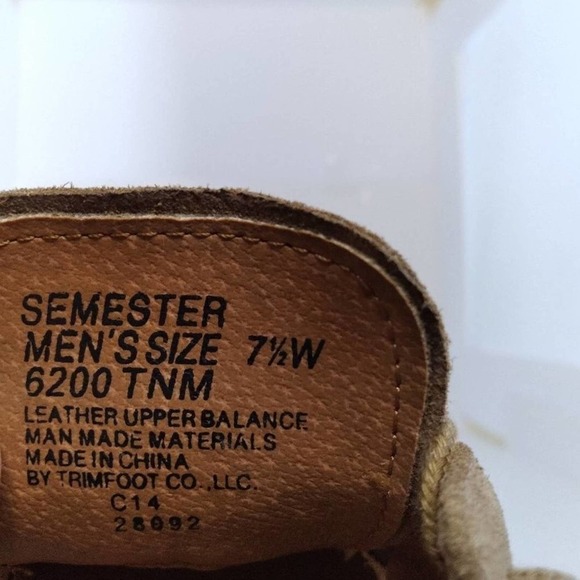 SEMESTER
MEN'S SIZE 7½W
6200 TNM
LEATHER UPPER BALANCE
MAN MADE MATERIALS
MADE IN CHINA
BY TRIMFOOT CO.,LLC.
C14
28092